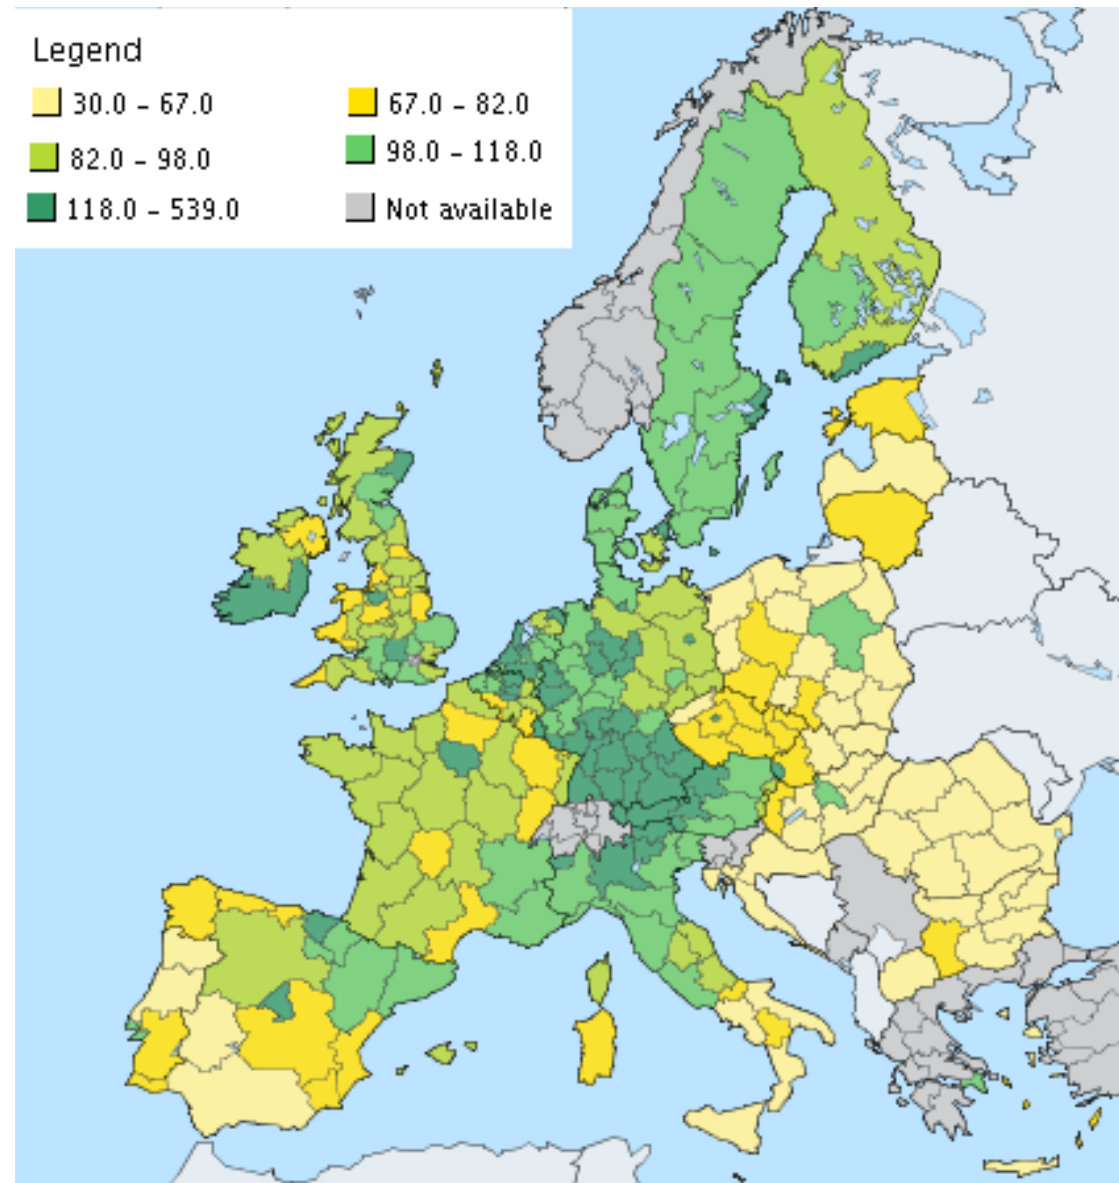 Legend
30.0 – 67.0
67.0 – 82.0
82.0 – 98.0
98.0 – 118.0
118.0 – 539.0
Not available